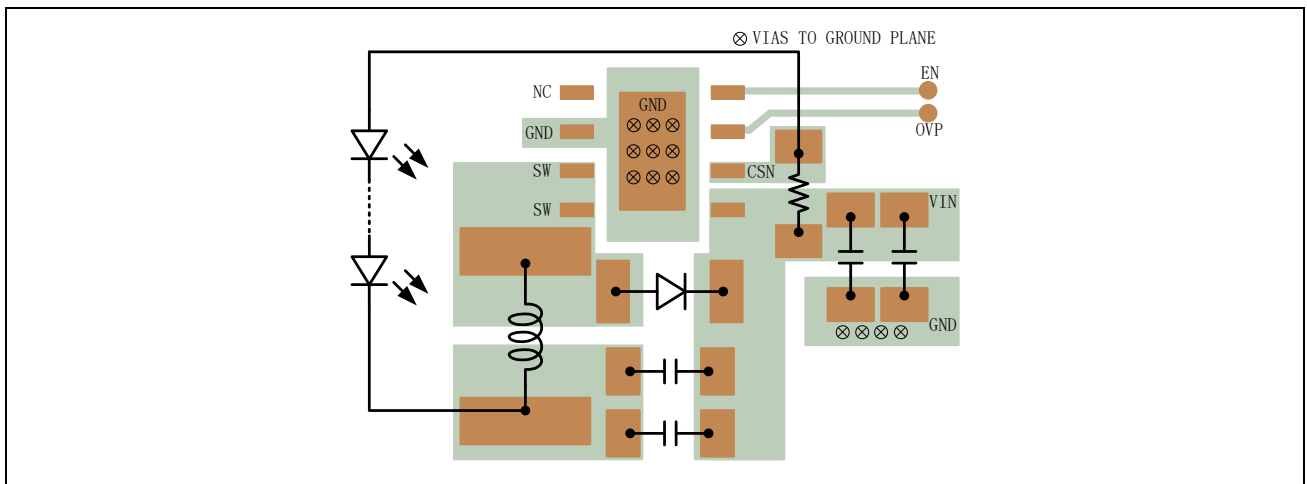 VIAS TO GROUND PLANE
EN
NC
GND
OVP
GND
SW
CSN
SW
VIN
GND